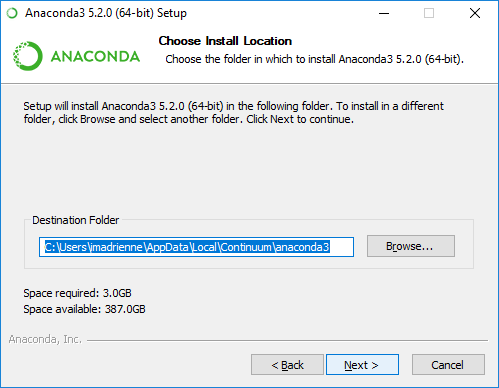 Anaconda3 5.2.0 (64-bit) Setup
ANACONDA
Choose Install Location
Choose the folder in which to install Anaconda3 5.2.0 (64-bit).
Setup will install Anaconda3 5.2.0 (64-bit) in the following folder. To install in a different
folder, click Browse and select another folder. Click Next to continue.
Destination Folder
C:\Users\madrienne\AppData\Local\Continuum\anaconda3
Browse...
Space required: 3.0GB
Space available: 387.0GB
Anaconda, Inc.
< Back
Next >
Cancel